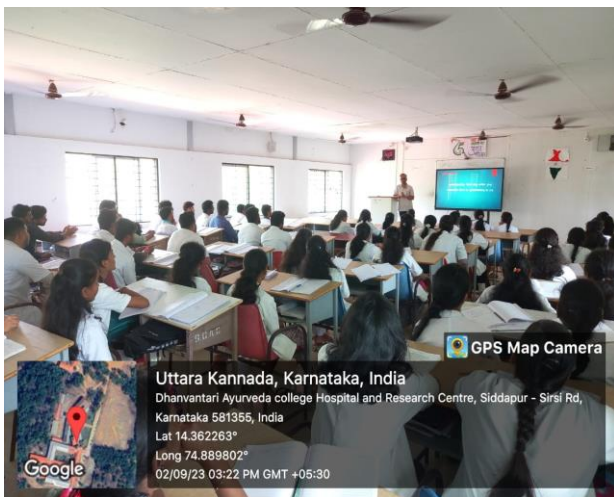 GPS Map Camera
Uttara Kannada, Karnataka, India
Dhanvantari Ayurveda college Hospital and Research Centre, Siddapur - Sirsi Rd,
Karnataka 581355, India
Lat 14.362263°
Long 74.889802°
02/09/23 03:22 PM GMT +05:30
Google